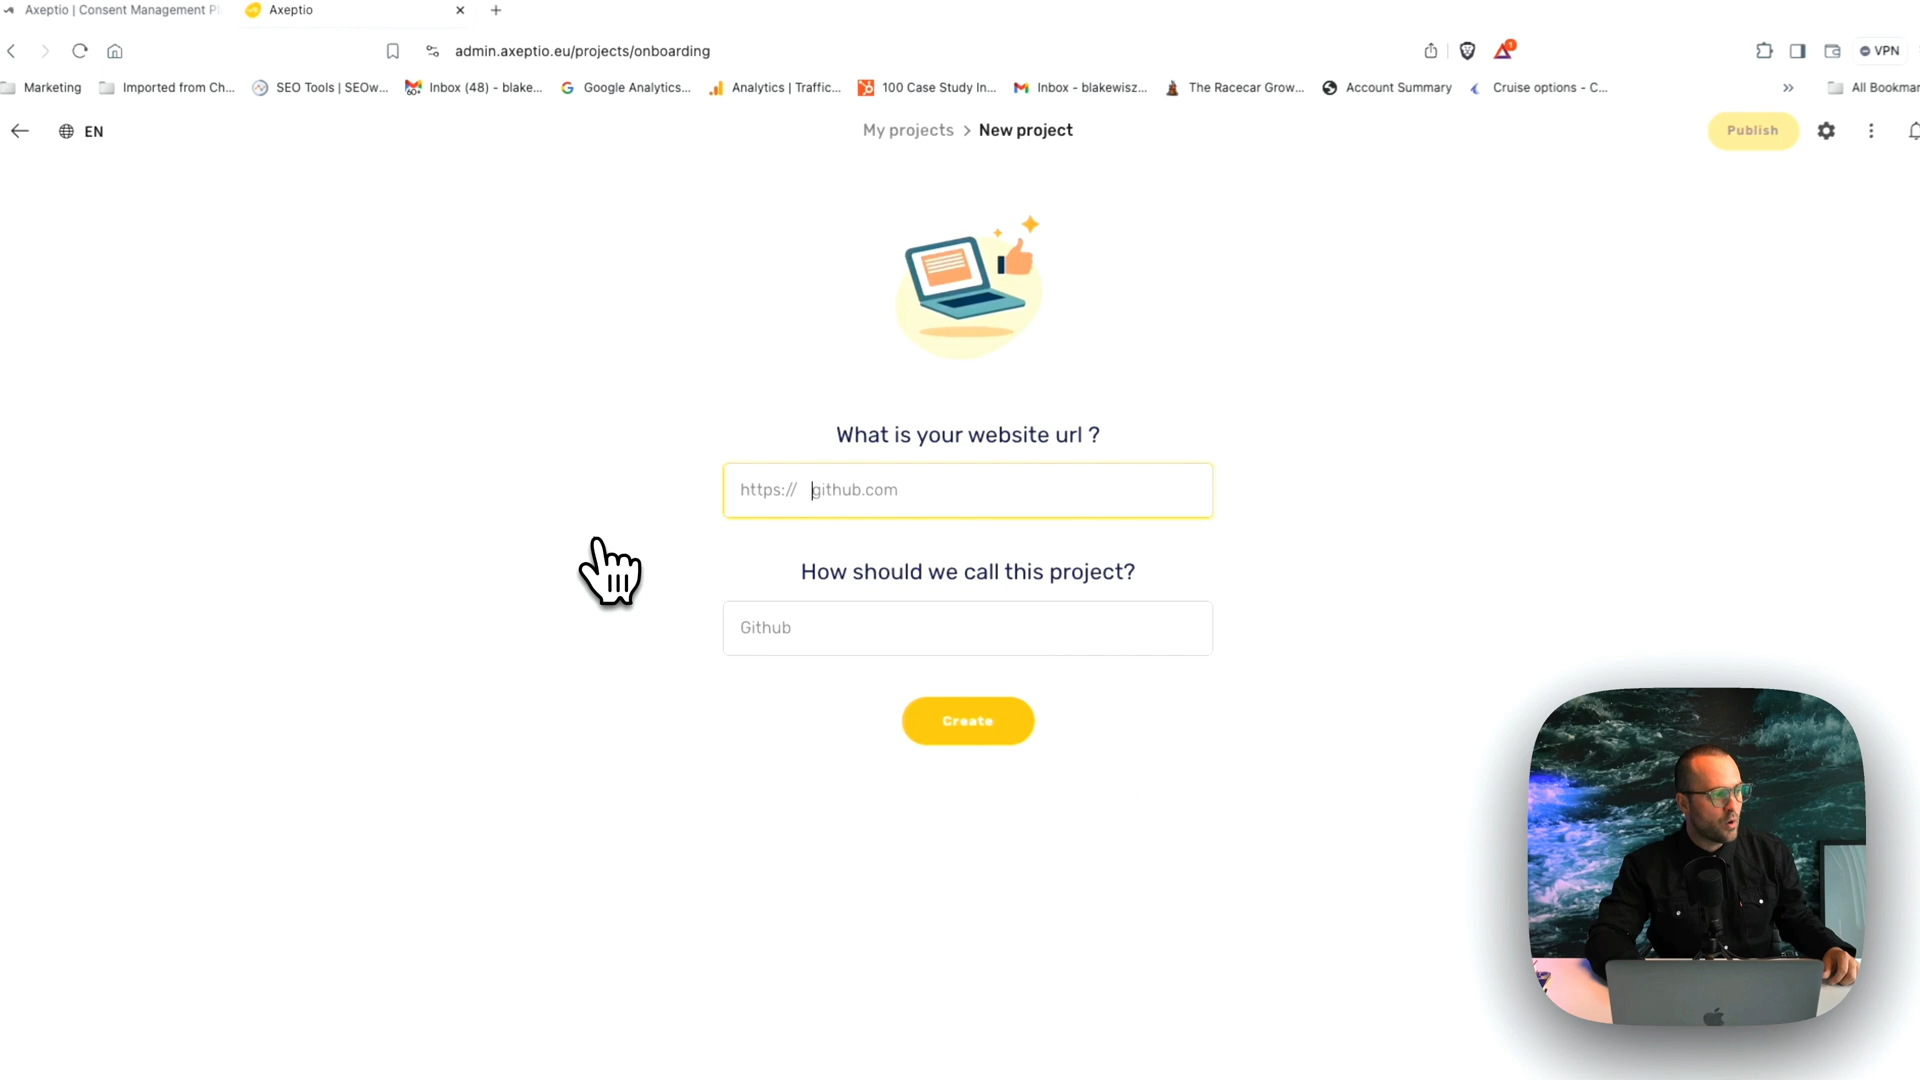 Axeptio | Consent Management P
Axeptio
admin.axeptio.eu/projects/onboarding
1
VPN
Marketing
Imported from Ch...
SEO Tools | SEOw...
Inbox (48) - blake...
Google Analytics...
Analytics | Traffic...
100 Case Study In...
Inbox - blakewisz...
The Racecar Grow...
Account Summary
Cruise options - C...
All Bookmar
EN
My projects > New project
Publish
What is your website url ?
https:// github.com
How should we call this project?
Github
Create